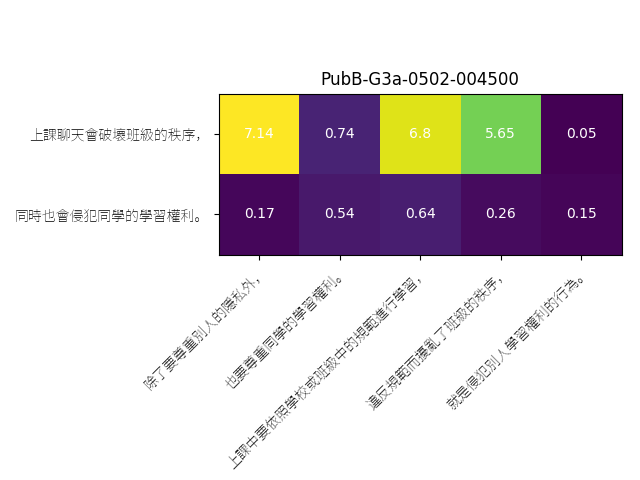 PubB-G3a-0502-004500
上課聊天會破壞班級的秩序，
7.14 0.74 6.8 5.65 0.05
同時也會侵犯同學的學習權利。
0.17 0.54 0.64 0.26 0.15
除了要尊重別人的隱私外，
也要尊重同學的學習權利。
上課中要依照學校或班級中的規範進行學習，
違反規範而擾亂了班級的秩序，
就是侵犯別人學習權利的行為。